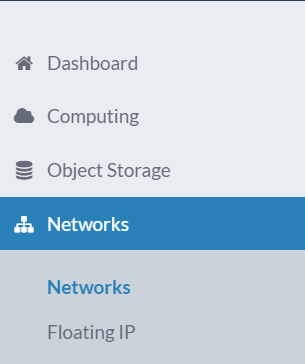 Dashboard
Computing
Object Storage
Networks
Networks
Floating IP